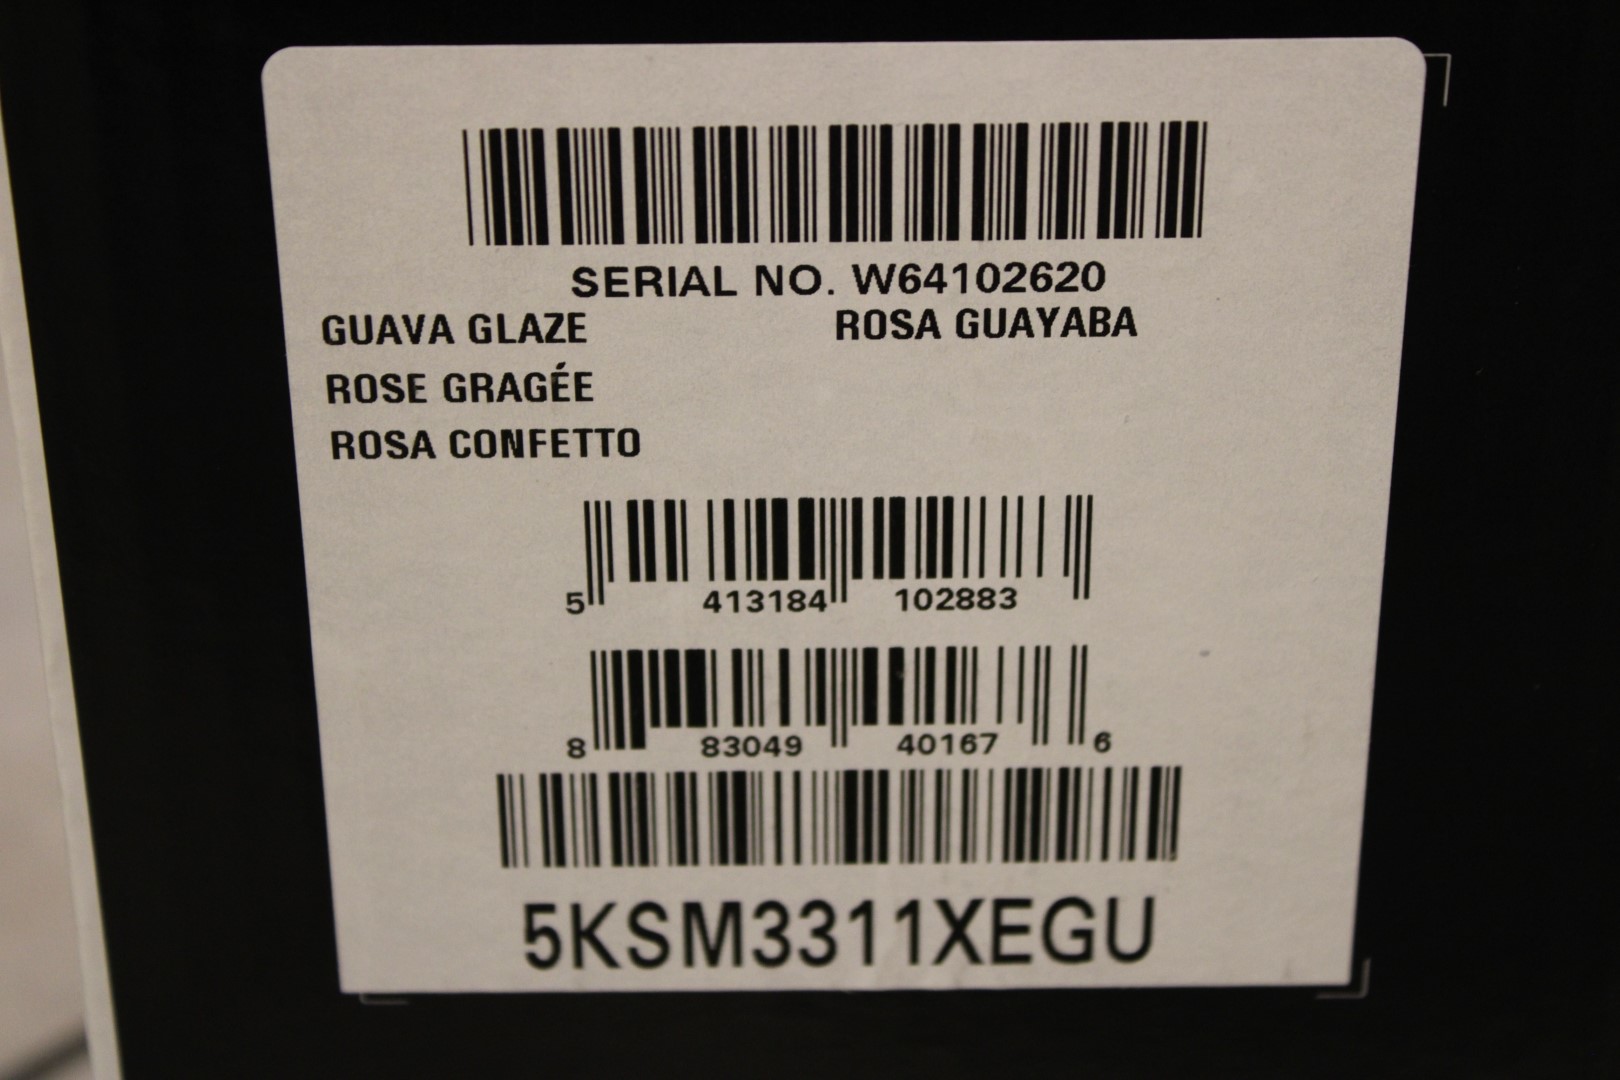 SERIAL NO. W64102620
GUAVA GLAZE ROSA GUAYABA
ROSE GRAGÉE
ROSA CONFETTO
5 413184 102883
8 83049 40167 6
5KSM3311XEGU